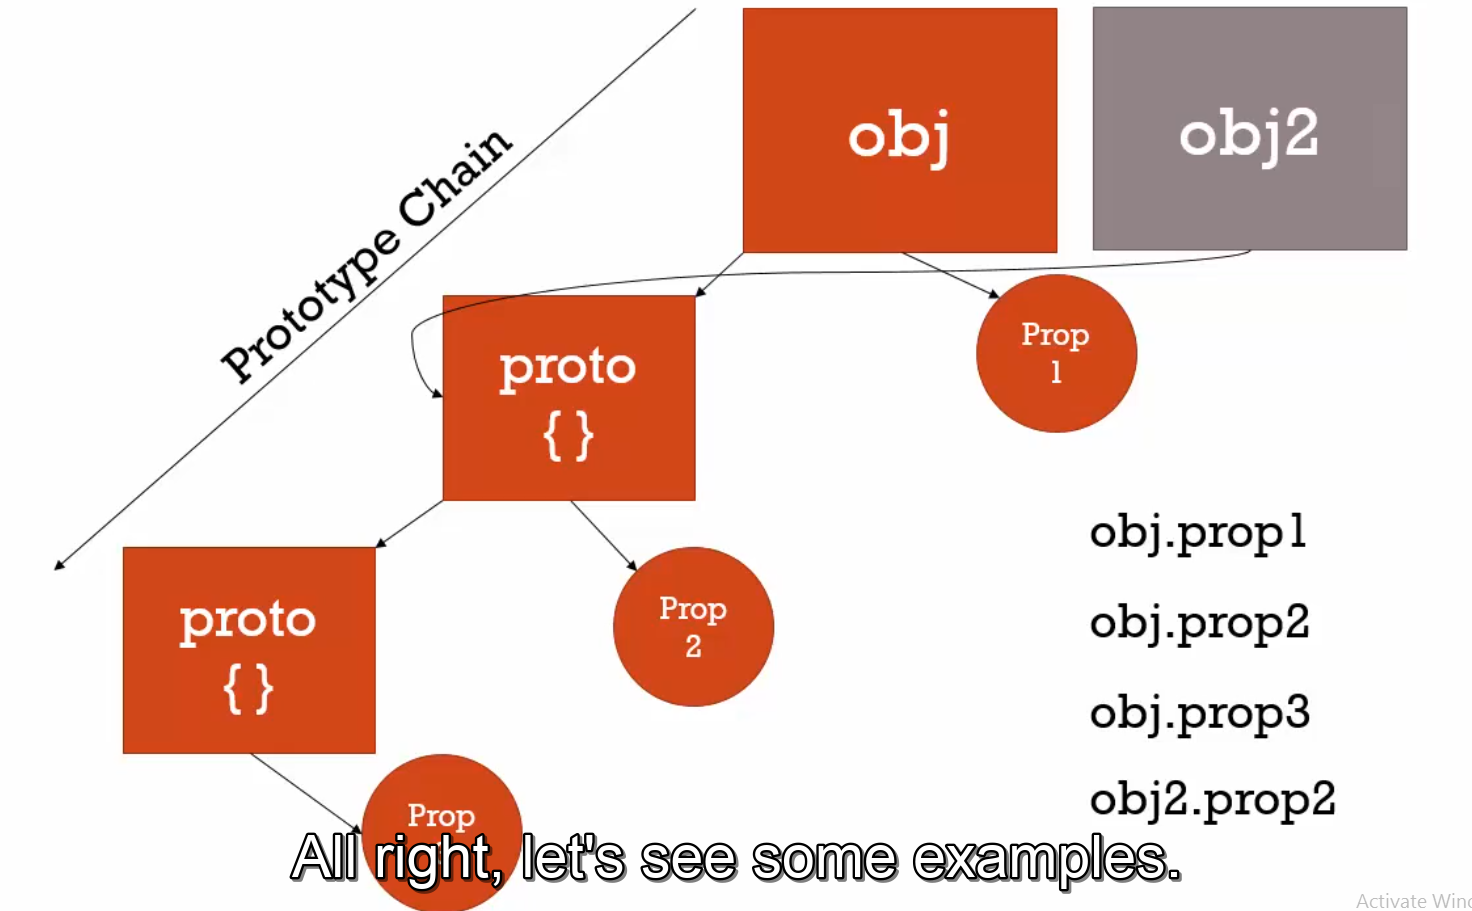 obj
obj2
Prototype Chain
proto
{ }
Prop
1
proto
{ }
Prop
2
obj.prop1
obj.prop2
obj.prop3
obj2.prop2
Prop
All right, let's see some examples.
Activate Wind